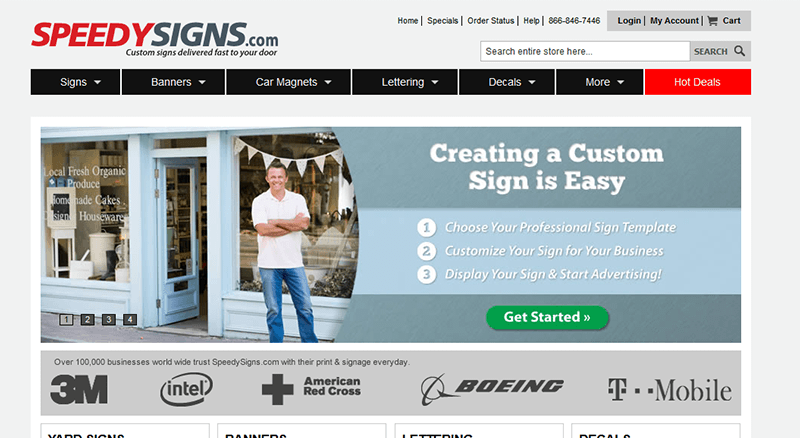 Home | Specials | Order Status | Help | 866-846-7446 Login | My Account | Cart
SPEEDYSIGNS.com
Custom signs delivered fast to your door
Search entire store here... SEARCH
Signs Banners Car Magnets Lettering Decals More Hot Deals
Creating a Custom
Sign is Easy
Local Fresh Organic
Produce
Homemade Cakes
Designer Housewares
1 Choose Your Professional Sign Template
2 Customize Your Sign for Your Business
3 Display Your Sign & Start Advertising!
1 2 3 4
Get Started »
Over 100,000 businesses world wide trust SpeedySigns.com with their print & signage everyday.
3M intel American
Red Cross BOEING T-Mobile
YARD SIGNS BANNERS LETTERING DECALS